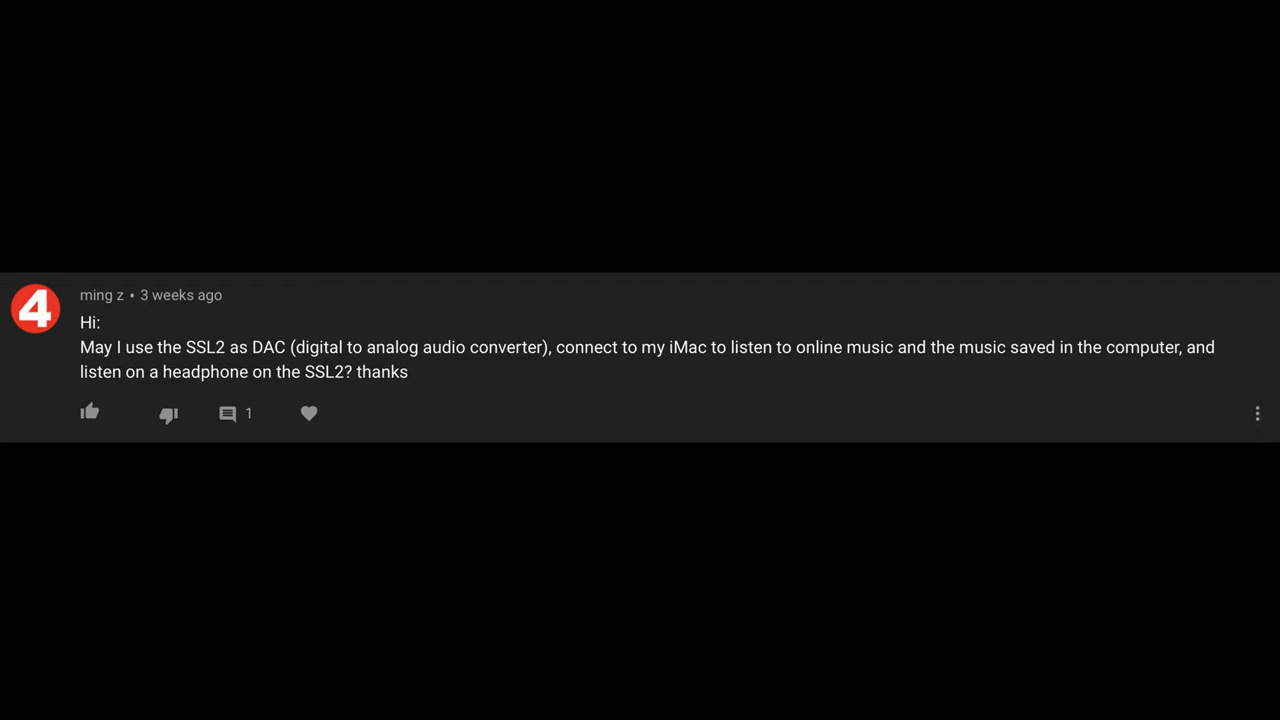 4
ming z • 3 weeks ago
Hi:
May I use the SSL2 as DAC (digital to analog audio converter), connect to my iMac to listen to online music and the music saved in the computer, and
listen on a headphone on the SSL2? thanks
1